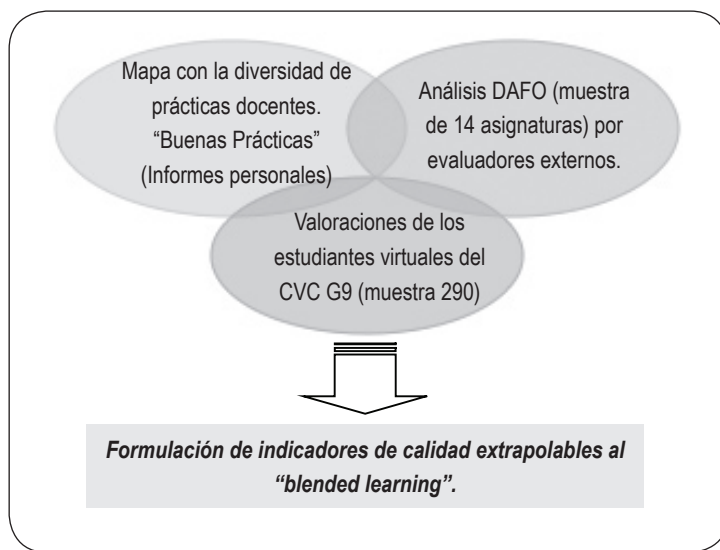 Mapa con la diversidad de
prácticas docentes.
“Buenas Prácticas”
(Informes personales)
Análisis DAFO (muestra
de 14 asignaturas) por
evaluadores externos.
Valoraciones de los
estudiantes virtuales del
CVC G9 (muestra 290)
Formulación de indicadores de calidad extrapolables al
“blended learning”.